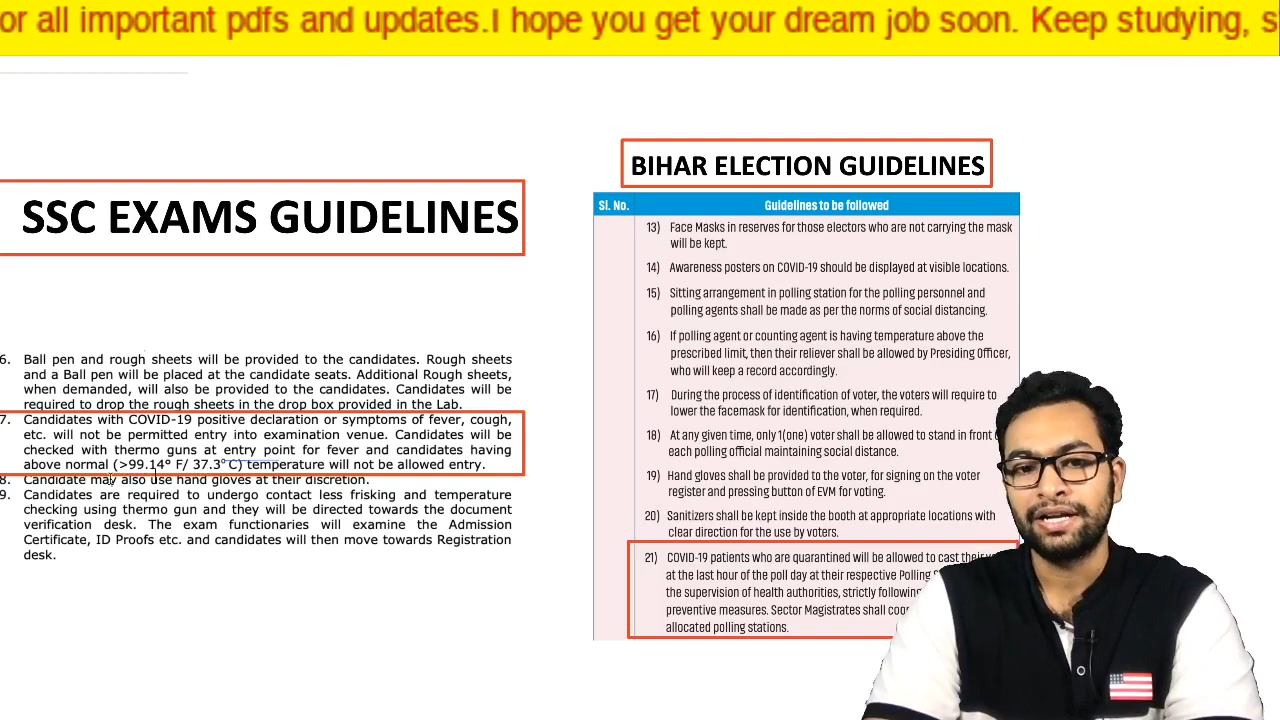 or all important pdfs and updates.I hope you get your dream job soon. Keep studying, s
SSC EXAMS GUIDELINES
6. Ball pen and rough sheets will be provided to the candidates. Rough sheets
and a Ball pen will be placed at the candidate seats. Additional Rough sheets,
when demanded, will also be provided to the candidates. Candidates will be
required to drop the rough sheets in the drop box provided in the Lab.
7. Candidates with COVID-19 positive declaration or symptoms of fever, cough,
etc. will not be permitted entry into examination venue. Candidates will be
checked with thermo guns at entry point for fever and candidates having
above normal (>99.14° F/ 37.3°C) temperature will not be allowed entry.
8. Candidate may also use hand gloves at their discretion.
9. Candidates are required to undergo contact less frisking and temperature
checking using thermo gun and they will be directed towards the document
verification desk. The exam functionaries will examine the Admission
Certificate, ID Proofs etc. and candidates will then move towards Registration
desk.
BIHAR ELECTION GUIDELINES
Sl. No. Guidelines to be followed
13) Face Masks in reserves for those electors who are not carrying the mask
will be kept.
14) Awareness posters on COVID-19 should be displayed at visible locations.
15) Sitting arrangement in polling station for the polling personnel and
polling agents shall be made as per the norms of social distancing.
16) If polling agent or counting agent is having temperature above the
prescribed limit, then their reliever shall be allowed by Presiding Officer,
who will keep a record accordingly.
17) During the process of identification of voter, the voters will require to
lower the facemask for identification, when required.
18) At any given time, only 1(one) voter shall be allowed to stand in front
each polling official maintaining social distance.
19) Hand gloves shall be provided to the voter, for signing on the voter
register and pressing button of EVM for voting.
20) Sanitizers shall be kept inside the booth at appropriate locations with
clear direction for the use by voters.
21) COVID-19 patients who are quarantined will be allowed to cast their
at the last hour of the poll day at their respective Polling
the supervision of health authorities, strictly following
preventive measures. Sector Magistrates shall
allocated polling stations.